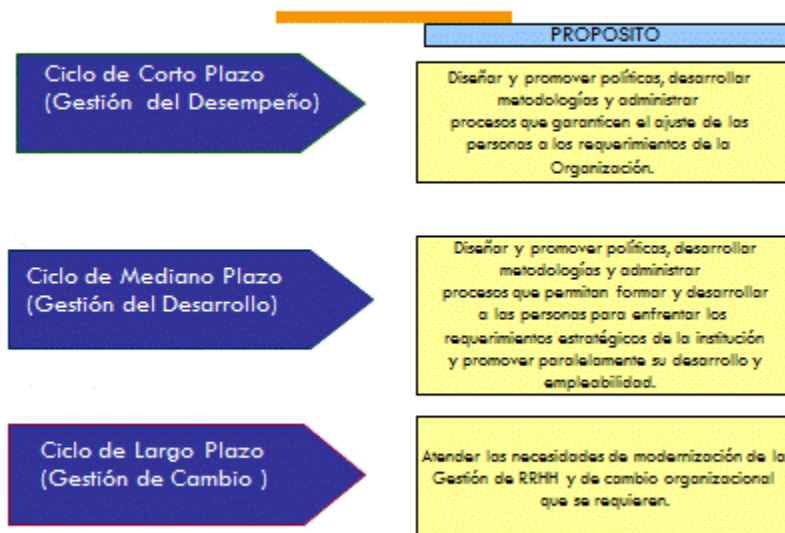 PROPOSITO
Ciclo de Corto Plazo
(Gestión del Desempeño)
Diseñar y promover políticas, desarrollar
metodologías y administrar
procesos que garanticen el ajuste de las
personas a los requerimientos de la
Organización.
Ciclo de Mediano Plazo
(Gestión del Desarrollo)
Diseñar y promover políticas, desarrollar
metodologías y administrar
procesos que permitan formar y desarrollar
a las personas para enfrentar los
requerimientos estratégicos de la institución
y promover paralelamente su desarrollo y
empleabilidad.
Ciclo de Largo Plazo
(Gestión de Cambio )
Atender las necesidades de modernización de la
Gestión de RRHH y de cambio organizacional
que se requieren.